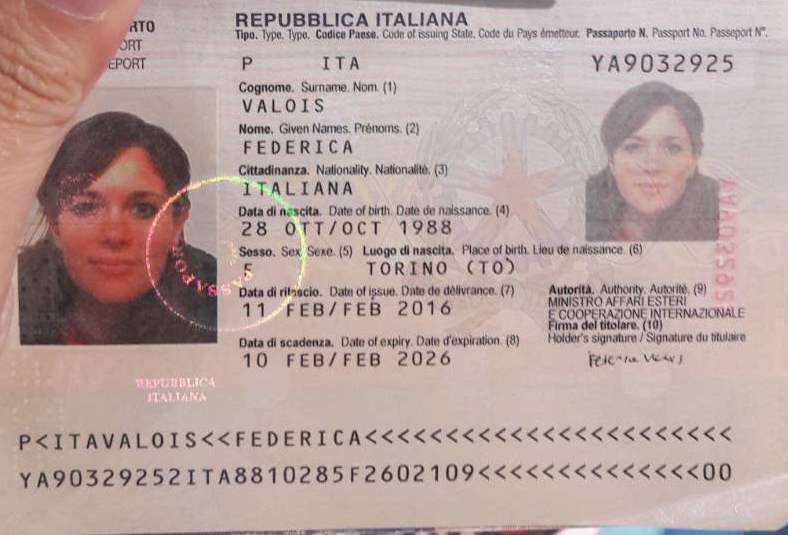 RTO
ORT
EPORT
REPUBBLICA ITALIANA
Tipo. Type. Type. Codice Paese. Code of issuing State. Code du Pays émetteur. Passaporto N. Passport No. Passeport N°.
P ITA YA9032925
Cognome. Surname. Nom. (1)
VALOIS
Nome. Given Names. Prénoms. (2)
FEDERICA
Cittadinanza. Nationality. Nationalité. (3)
ITALIANA
Data di nascita. Date of birth. Date de naissance. (4)
28 OTT/OCT 1988
Sesso. Sex. Sexe. (5) Luogo di nascita. Place of birth. Lieu de naissance. (6)
TORINO (TO)
Data di rilascio. Date of issue. Date de délivrance. (7)
11 FEB/FEB 2016
Autorità. Authority. Autorité. (9)
MINISTRO AFFARI ESTERI
E COOPERAZIONE INTERNAZIONALE
Data di scadenza. Date of expiry. Date d'expiration. (8)
10 FEB/FEB 2026
Firma del titolare. (10)
Holder's signature / Signature du titulaire
REPUBBLICA
ITALIANA
P<ITAVALOIS<<FEDERICA<<<<<<<<<<<<<<<<<<<<<<<
YA90329252ITA8810285F2602109<<<<<<<<<<<<<<00